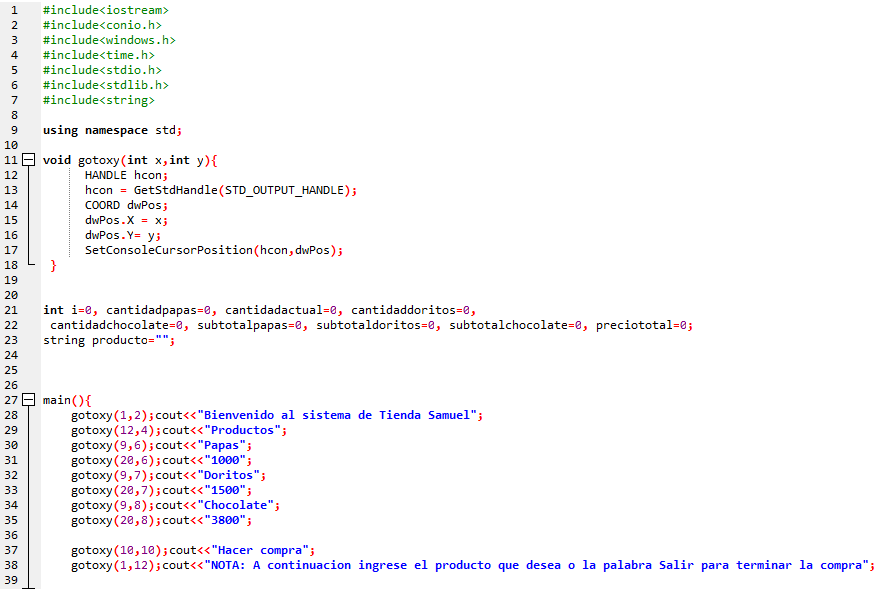 1 #include<iostream>
2 #include<conio.h>
3 #include<windows.h>
4 #include<time.h>
5 #include<stdio.h>
6 #include<stdlib.h>
7 #include<string>
8
9 using namespace std;
10
11 void gotoxy(int x,int y){
12 HANDLE hcon;
13 hcon = GetStdHandle(STD_OUTPUT_HANDLE);
14 COORD dwPos;
15 dwPos.X = x;
16 dwPos.Y= y;
17 SetConsoleCursorPosition(hcon,dwPos);
18 }
19
20
21 int i=0, cantidadpapas=0, cantidadactual=0, cantidaddoritos=0,
22 cantidadchocolate=0, subtotalpapas=0, subtotaldoritos=0, subtotalchocolate=0, preciototal=0;
23 string producto="";
24
25
26
27 main(){
28 gotoxy(1,2);cout<<"Bienvenido al sistema de Tienda Samuel";
29 gotoxy(12,4);cout<<"Productos";
30 gotoxy(9,6);cout<<"Papas";
31 gotoxy(20,6);cout<<"1000";
32 gotoxy(9,7);cout<<"Doritos";
33 gotoxy(20,7);cout<<"1500";
34 gotoxy(9,8);cout<<"Chocolate";
35 gotoxy(20,8);cout<<"3800";
36
37 gotoxy(10,10);cout<<"Hacer compra";
38 gotoxy(1,12);cout<<"NOTA: A continuacion ingrese el producto que desea o la palabra Salir para terminar la compra";
39